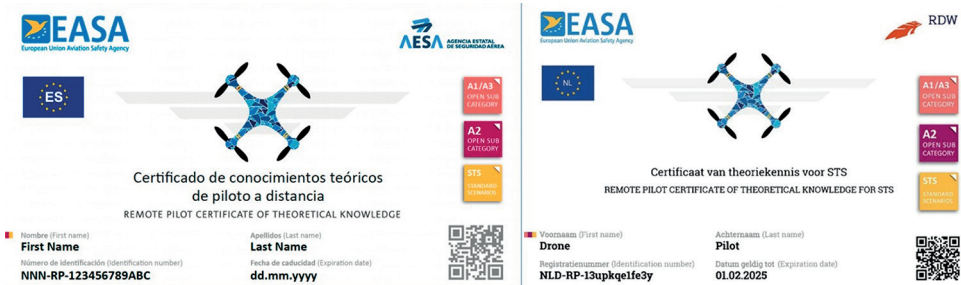 EASA
European Union Aviation Safety Agency
AESA AGENCIA ESTATAL
DE SEGURIDAD AÉREA
ES
A1/A3
OPEN SUB
CATEGORY
A2
OPEN SUB
CATEGORY
STS
STANDARD
SCENARIOS
Certificado de conocimientos teóricos
de piloto a distancia
REMOTE PILOT CERTIFICATE OF THEORETICAL KNOWLEDGE
Nombre (First name)
First Name
Apellidos (Last name)
Last Name
Número de identificación (Identification number)
NNN-RP-123456789ABC
Fecha de caducidad (Expiration date)
dd.mm.yyyy
EASA
European Union Aviation Safety Agency
RDW
NL
A1/A3
OPEN SUB
CATEGORY
A2
OPEN SUB
CATEGORY
STS
STANDARD
SCENARIOS
Certificaat van theoriekennis voor STS
REMOTE PILOT CERTIFICATE OF THEORETICAL KNOWLEDGE FOR STS
Voornaam (First name)
Drone
Achternaam (Last name)
Pilot
Registratienummer (Identification number)
NLD-RP-13upkqe1fe3y
Datum geldig tot (Expiration date)
01.02.2025